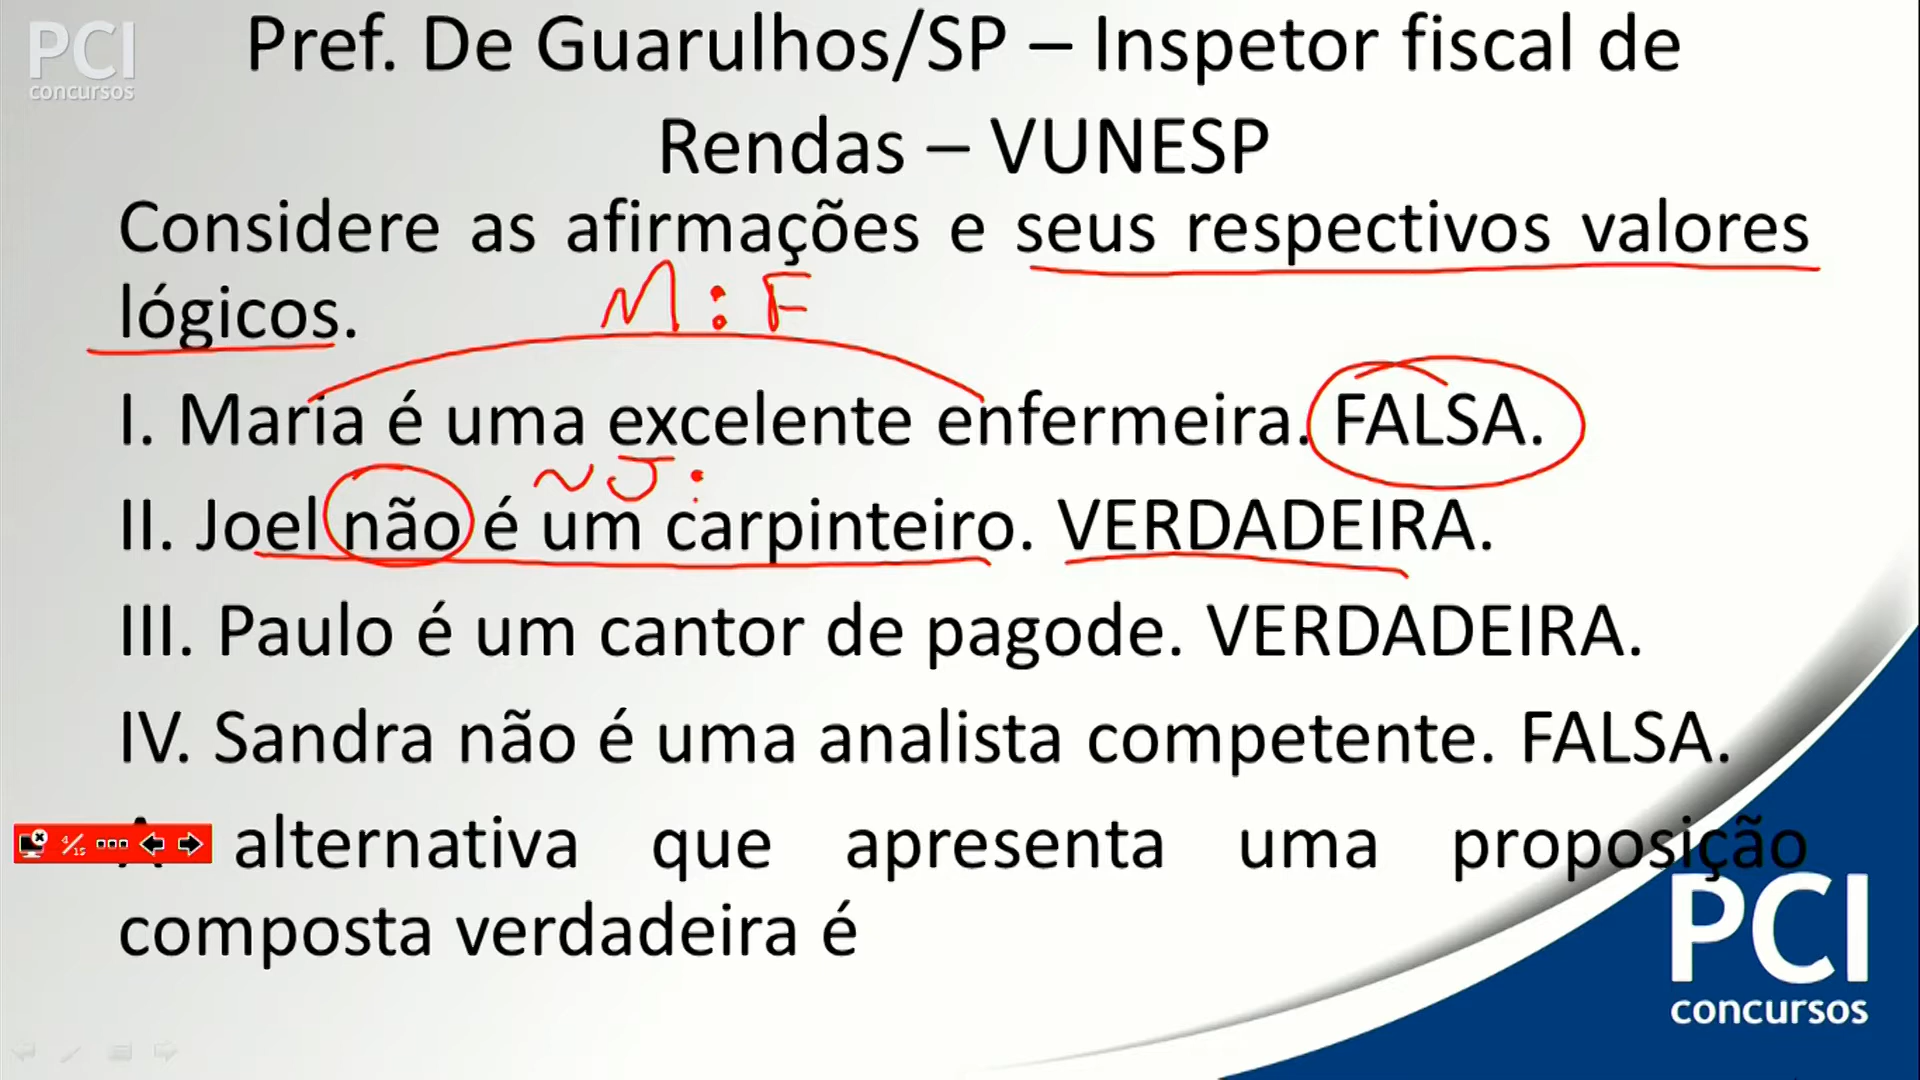 PCI
concursos
Pref. De Guarulhos/SP – Inspetor fiscal de
Rendas – VUNESP
Considere as afirmações e seus respectivos valores
lógicos.
M : F
I. Maria é uma excelente enfermeira. FALSA.
~ J :
II. Joel não é um carpinteiro. VERDADEIRA.
III. Paulo é um cantor de pagode. VERDADEIRA.
IV. Sandra não é uma analista competente. FALSA.
A alternativa que apresenta uma proposição
composta verdadeira é
4/15
PCI
concursos